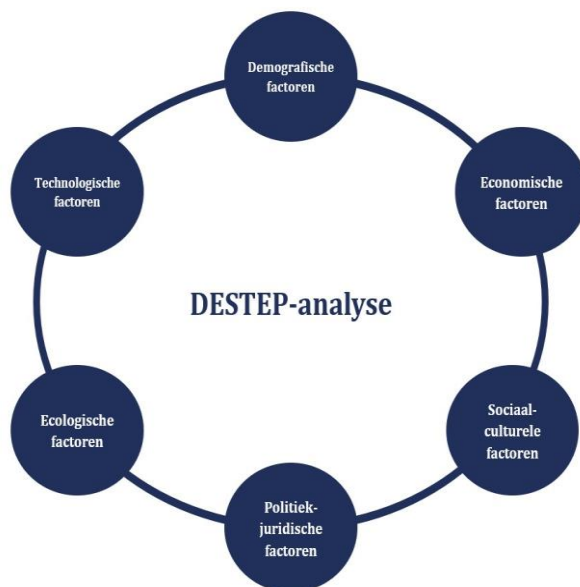 Demografische
factoren
Economische
factoren
Sociaal-
culturele
factoren
Politiek-
juridische
factoren
Ecologische
factoren
Technologische
factoren
DESTEP-analyse